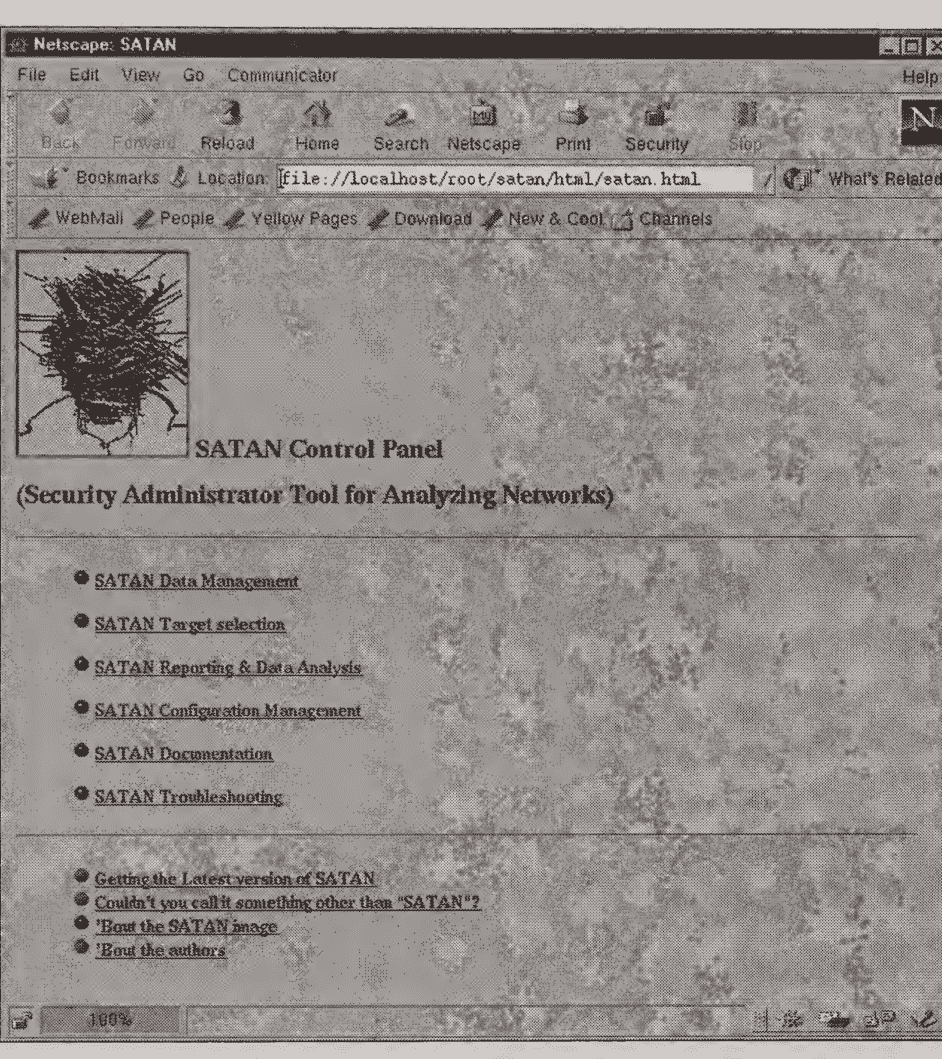 Netscape: SATAN
File Edit View Go Communicator Help
Back Forward Reload Home Search Netscape Print Security Stop
My
N
Bookmarks Location: file://localhost/root/satan/html/satan.html What's Related
WebMail People Yellow Pages Download New & Cool Channels
SATAN Control Panel
(Security Administrator Tool for Analyzing Networks)
SATAN Data Management
SATAN Target selection
SATAN Reporting & Data Analysis
SATAN Configuration Management
SATAN Documentation
SATAN Troubleshooting
Getting the Latest version of SATAN
Couldn't you call it something other than "SATAN"?
'Bout the SATAN image
'Bout the authors
100%